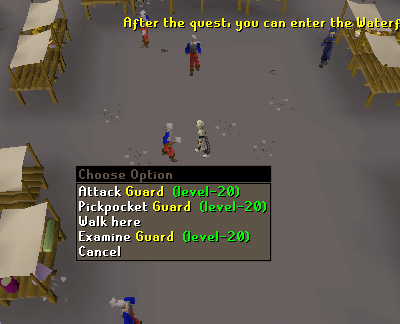 After the quest, you can enter the Waterf
Choose Option
Attack Guard (level-20)
Pickpocket Guard (level-20)
Walk here
Examine Guard (level-20)
Cancel